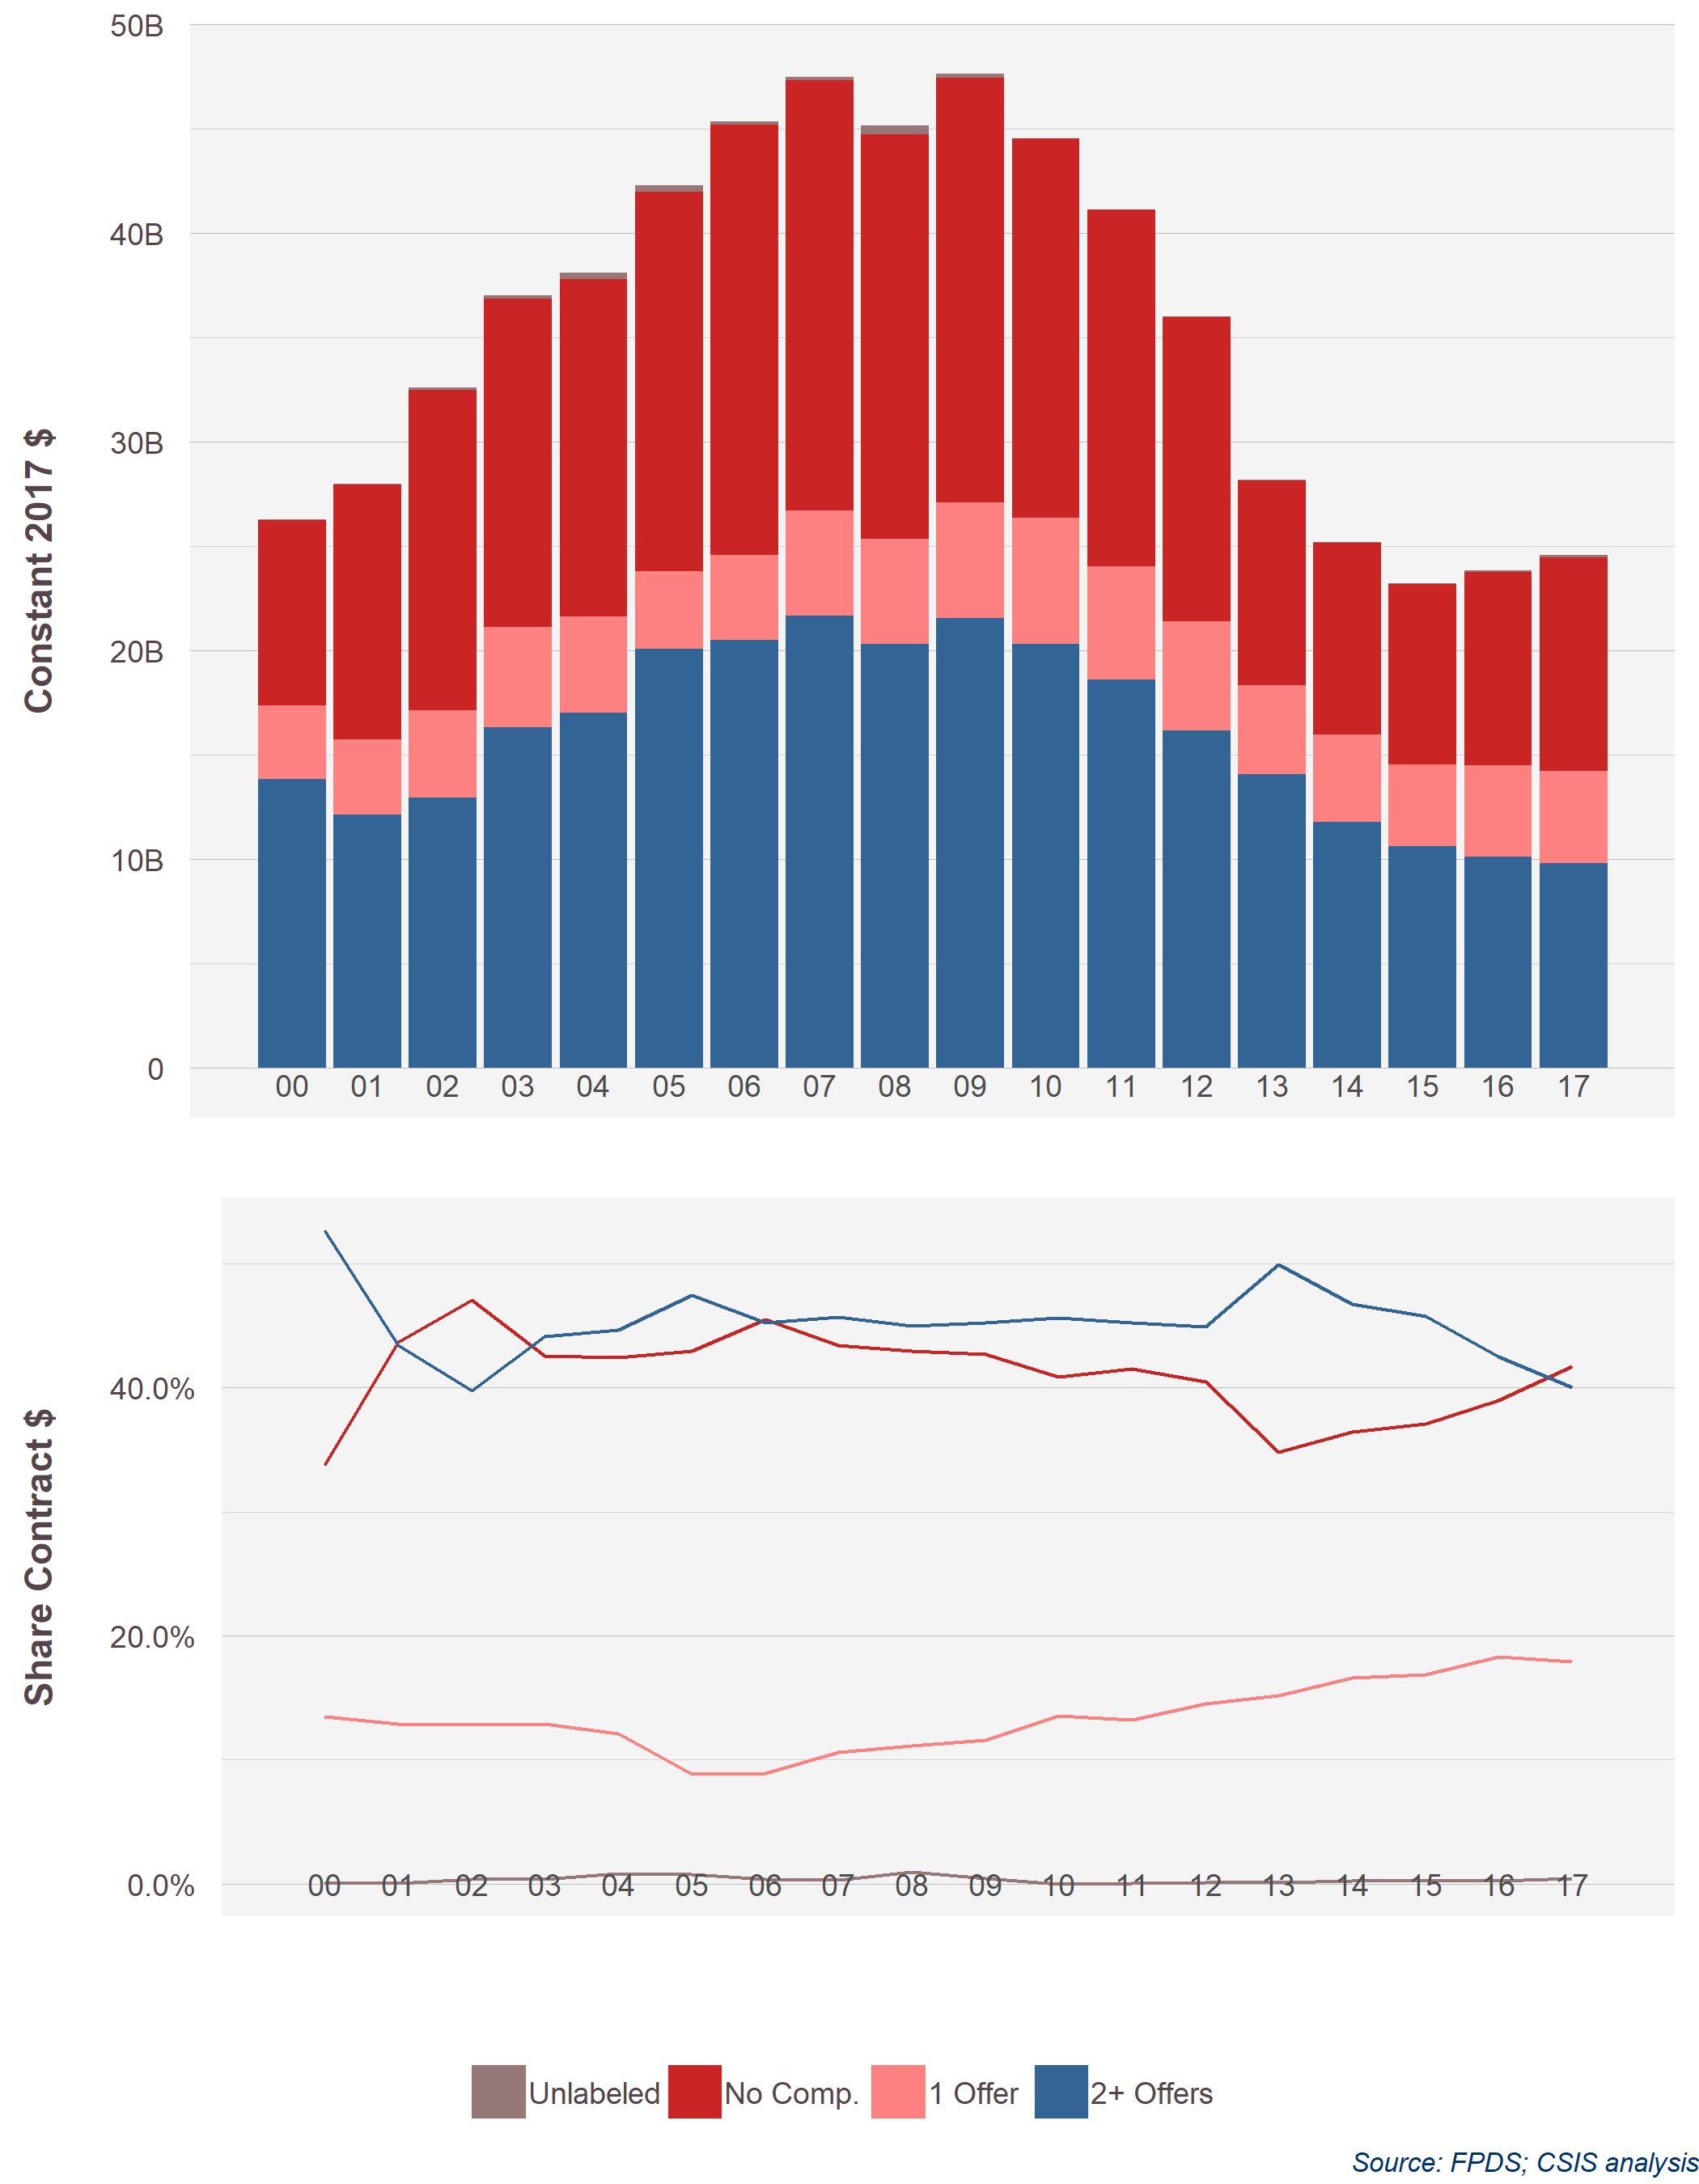 50B
40B
30B
20B
10B
0
Constant 2017 $
00 01 02 03 04 05 06 07 08 09 10 11 12 13 14 15 16 17
40.0%
20.0%
0.0%
Share Contract $
00 01 02 03 04 05 06 07 08 09 10 11 12 13 14 15 16 17
Unlabeled No Comp. 1 Offer 2+ Offers
Source: FPDS; CSIS analysis